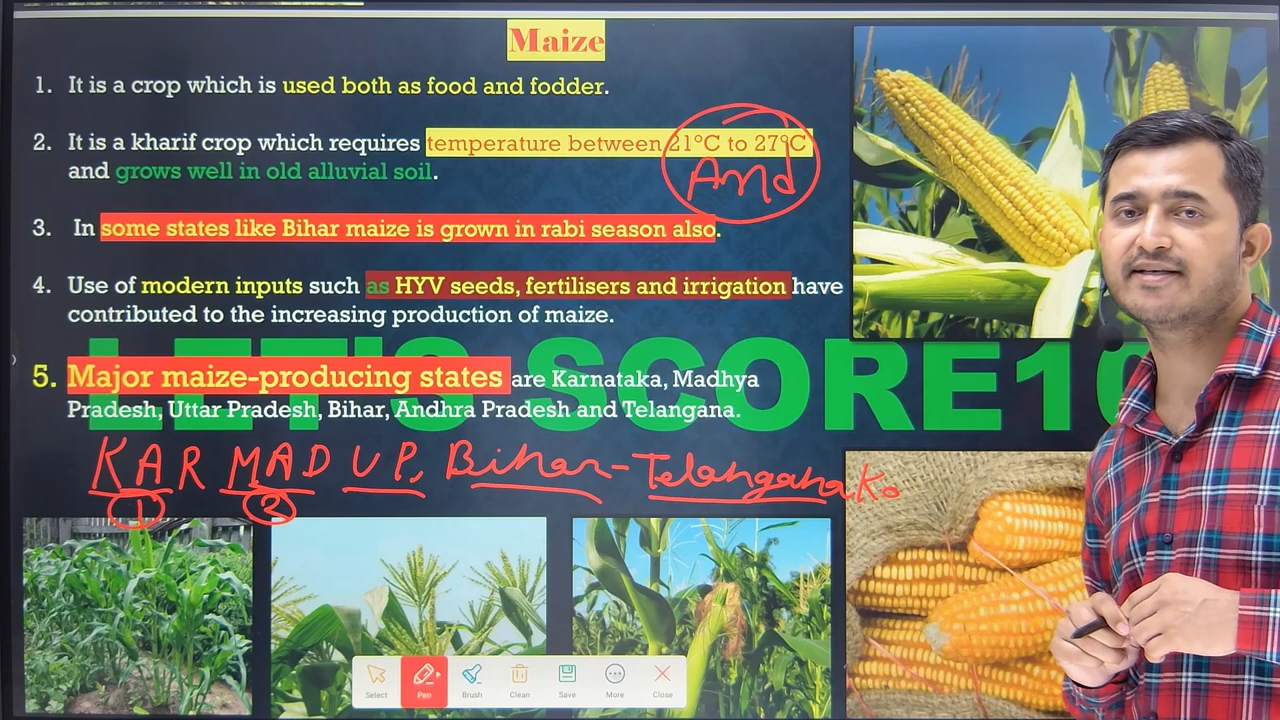 Maize
1. It is a crop which is used both as food and fodder.
2. It is a kharif crop which requires temperature between 21°C to 27°C
and grows well in old alluvial soil.
And
3. In some states like Bihar maize is grown in rabi season also.
4. Use of modern inputs such as HYV seeds, fertilisers and irrigation have
contributed to the increasing production of maize.
LET'S SCORE10
5. Major maize-producing states are Karnataka, Madhya
Pradesh, Uttar Pradesh, Bihar, Andhra Pradesh and Telangana.
KAR MAD UP, Bihar-Telangana Ko
1 2
Select Pen Brush Clean Save More Close